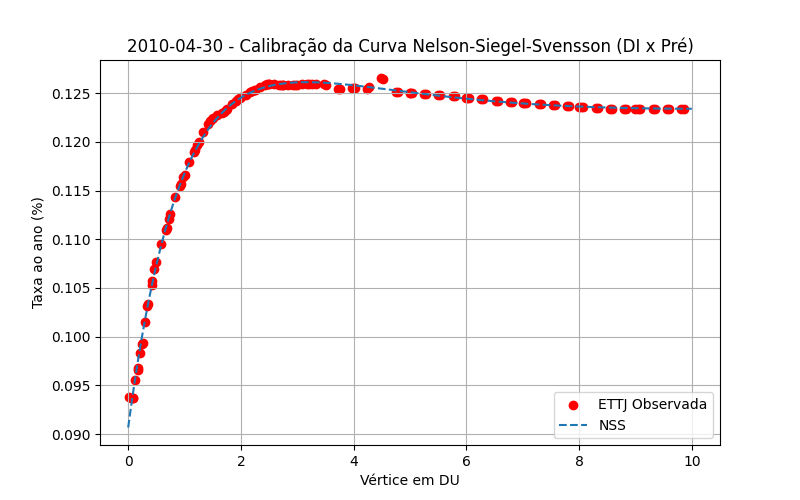 2010-04-30 - Calibração da Curva Nelson-Siegel-Svensson (DI x Pré)
Taxa ao ano (%)
0.125
0.120
0.115
0.110
0.105
0.100
0.095
0.090
0 2 4 6 8 10
Vértice em DU
ETTJ Observada
NSS